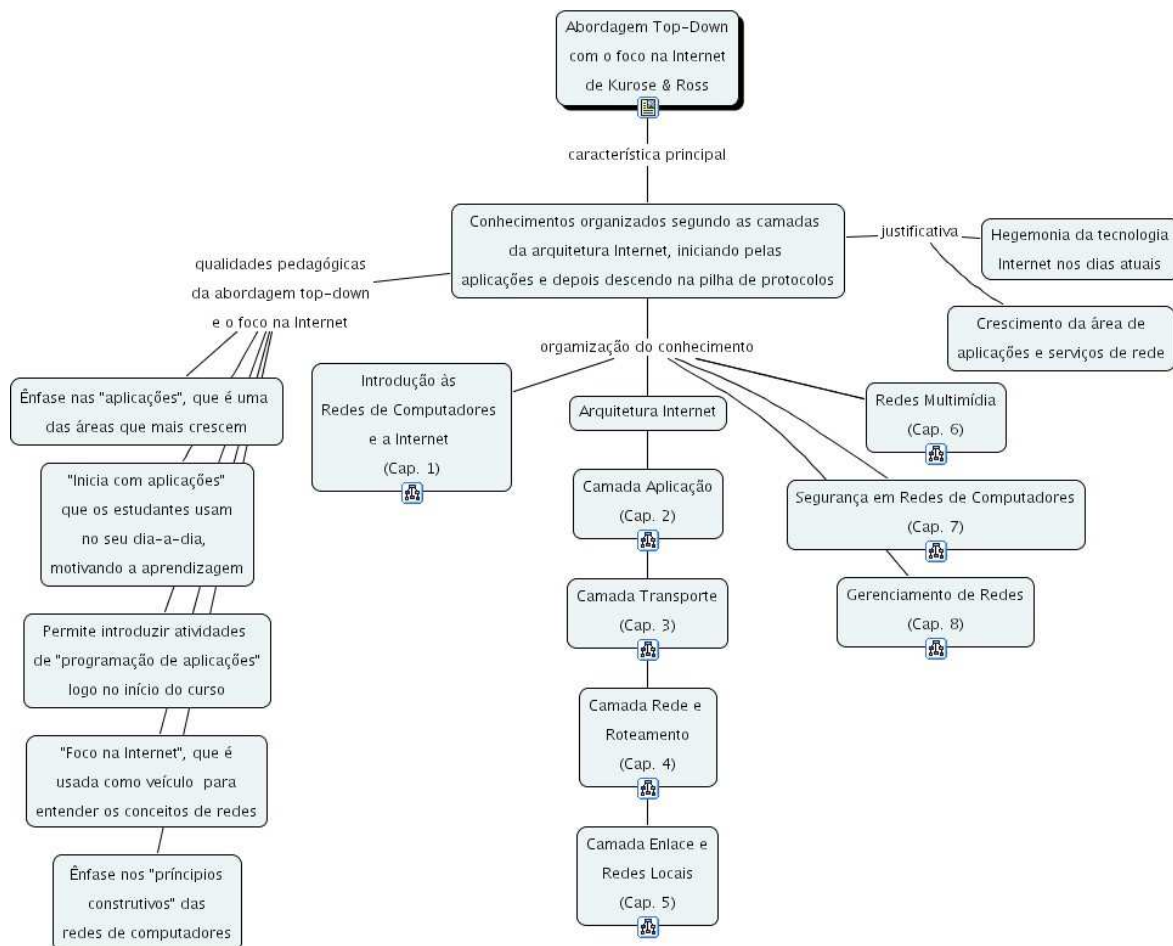 Abordagem Top-Down
com o foco na Internet
de Kurose & Ross
característica principal
Conhecimentos organizados segundo as camadas
da arquitetura Internet, iniciando pelas
aplicações e depois descendo na pilha de protocolos
justificativa
Hegemonia da tecnologia
Internet nos dias atuais
Crescimento da área de
aplicações e serviços de rede
qualidades pedagógicas
da abordagem top-down
e o foco na Internet
Ênfase nas "aplicações", que é uma
das áreas que mais crescem
"Inicia com aplicações"
que os estudantes usam
no seu dia-a-dia,
motivando a aprendizagem
Permite introduzir atividades
de "programação de aplicações"
logo no início do curso
"Foco na Internet", que é
usada como veículo para
entender os conceitos de redes
Ênfase nos "príncipios
construtivos" das
redes de computadores
orgamização do conhecimento
Introdução às
Redes de Computadores
e a Internet
(Cap. 1)
Arquitetura Internet
Camada Aplicação
(Cap. 2)
Camada Transporte
(Cap. 3)
Camada Rede e
Roteamento
(Cap. 4)
Camada Enlace e
Redes Locais
(Cap. 5)
Redes Multimídia
(Cap. 6)
Segurança em Redes de Computadores
(Cap. 7)
Gerenciamento de Redes
(Cap. 8)